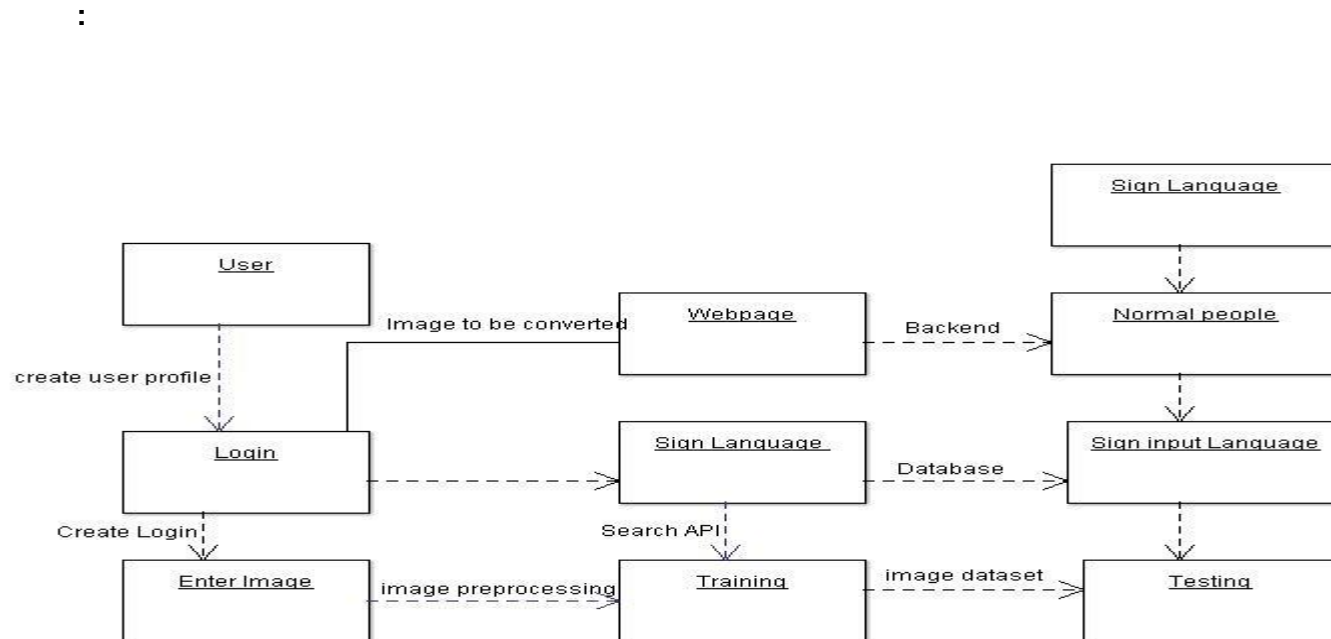 :
Sign Language
User
Image to be converted
Webpage
Backend
Normal people
create user profile
Login
Sign Language
Database
Sign input Language
Create Login
Search API
Enter Image
image preprocessing
Training
image dataset
Testing